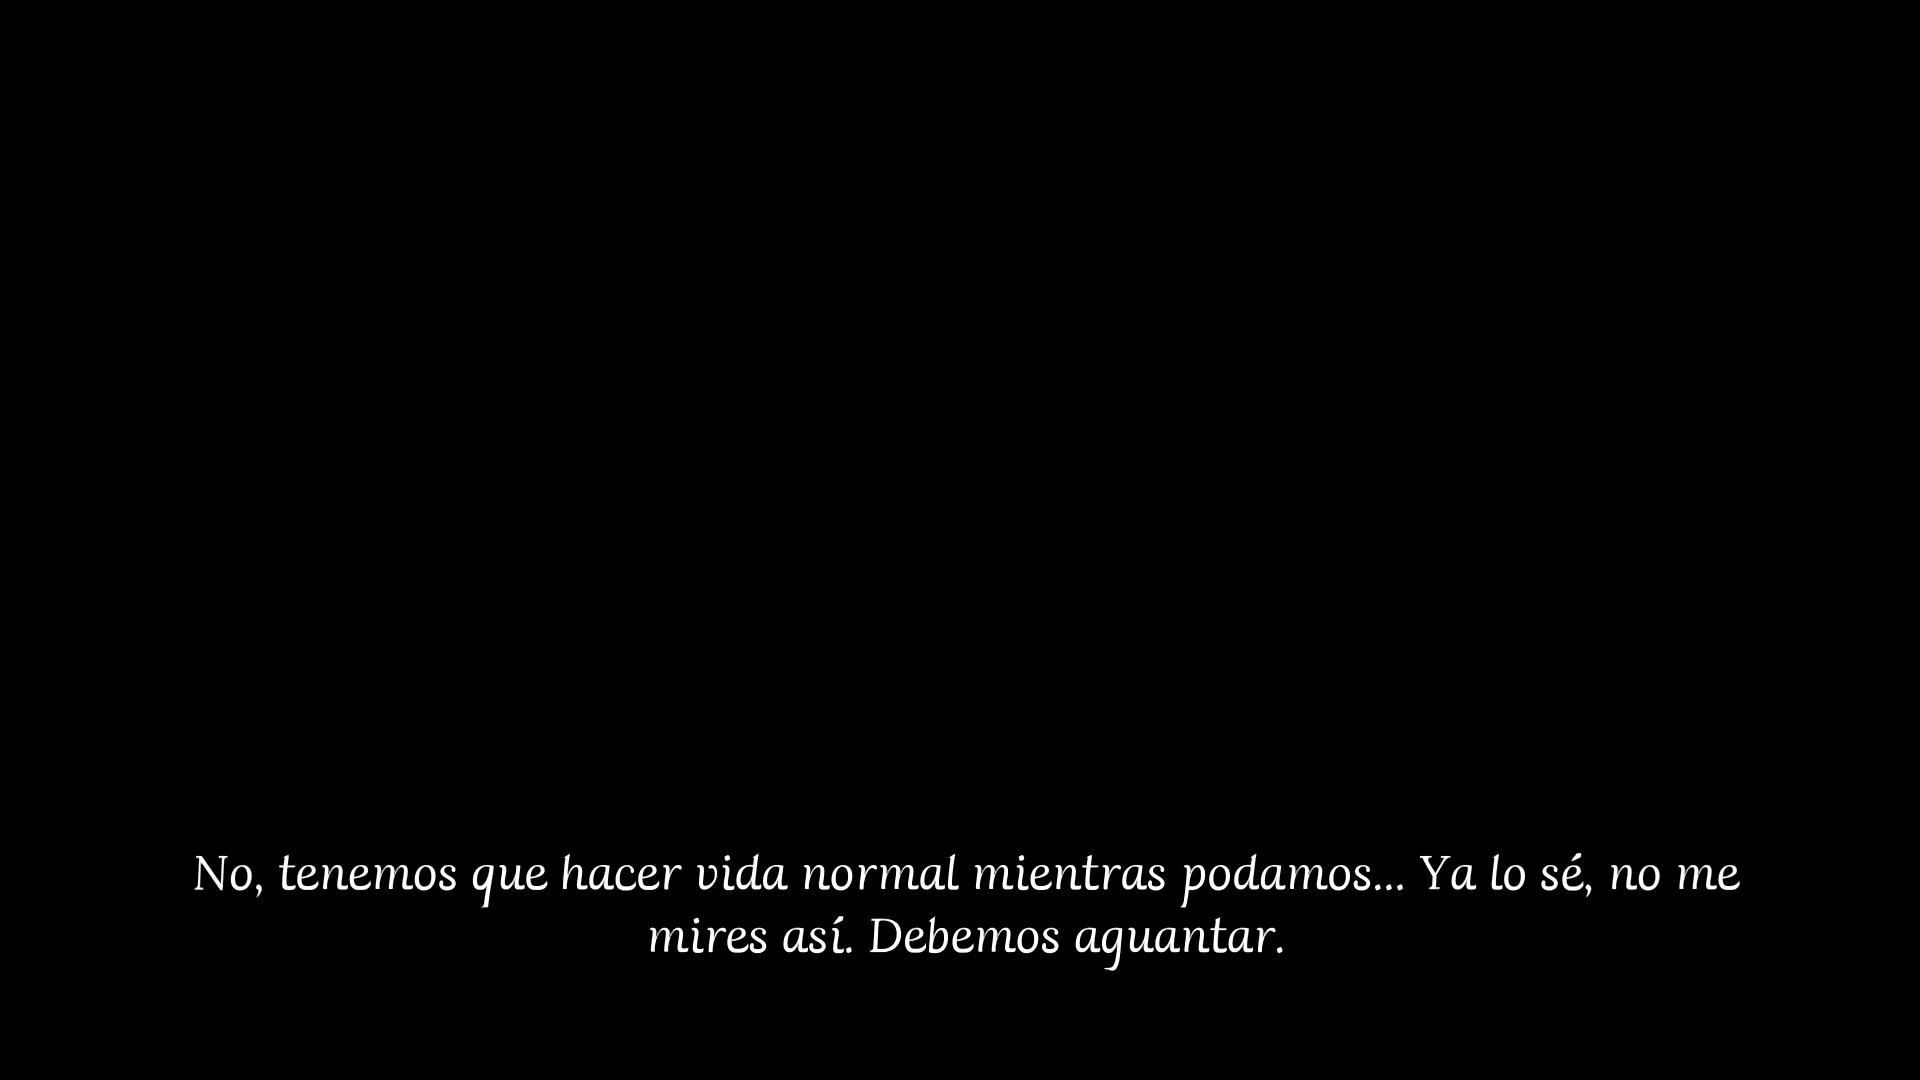 No, tenemos que hacer vida normal mientras podamos... Ya lo sé, no me
mires así. Debemos aguantar.